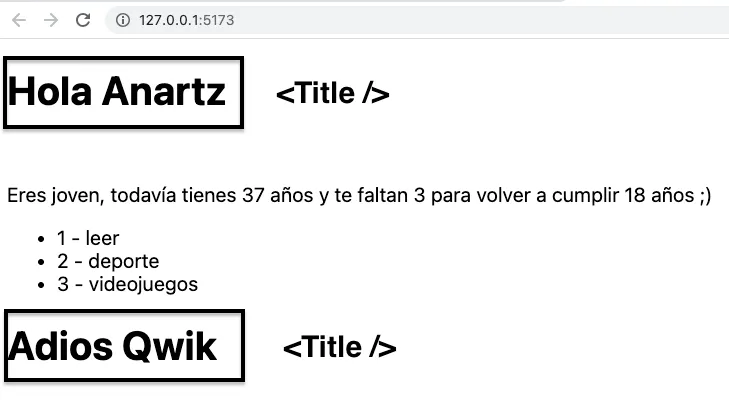 127.0.0.1:5173
Hola Anartz <Title />
Eres joven, todavía tienes 37 años y te faltan 3 para volver a cumplir 18 años ;)
• 1 - leer
• 2 - deporte
• 3 - videojuegos
Adios Qwik <Title />